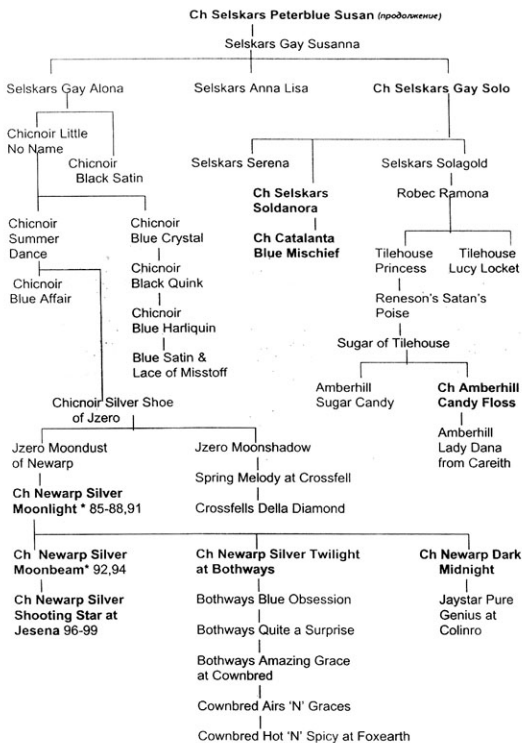 Ch Selskars Peterblue Susan (продолжение)
Selskars Gay Susanna
Selskars Gay Alona
Selskars Anna Lisa
Ch Selskars Gay Solo
Chicnoir Little
No Name
Chicnoir
Black Satin
Selskars Serena
Selskars Solagold
Ch Selskars
Soldanora
Robec Ramona
Chicnoir
Summer
Dance
Chicnoir
Blue Crystal
Ch Catalanta
Blue Mischief
Tilehouse
Princess
Tilehouse
Lucy Locket
Chicnoir
Blue Affair
Chicnoir
Black Quink
Reneson's Satan's
Poise
Chicnoir
Blue Harliquin
Sugar of Tilehouse
Blue Satin &
Lace of Misstoff
Amberhill
Sugar Candy
Ch Amberhill
Candy Floss
Chicnoir Silver Shoe
of Jzero
Amberhill
Lady Dana
from Careith
Jzero Moondust
of Newarp
Jzero Moonshadow
Spring Melody at Crossfell
Ch Newarp Silver
Moonlight * 85-88,91
Crossfells Della Diamond
Ch Newarp Silver
Moonbeam* 92,94
Ch Newarp Silver Twilight
at Bothways
Ch Newarp Dark
Midnight
Ch Newarp Silver
Shooting Star at
Jesena 96-99
Bothways Blue Obsession
Jaystar Pure
Genius at
Colinro
Bothways Quite a Surprise
Bothways Amazing Grace
at Cownbred
Cownbred Airs 'N' Graces
Cownbred Hot 'N' Spicy at Foxearth